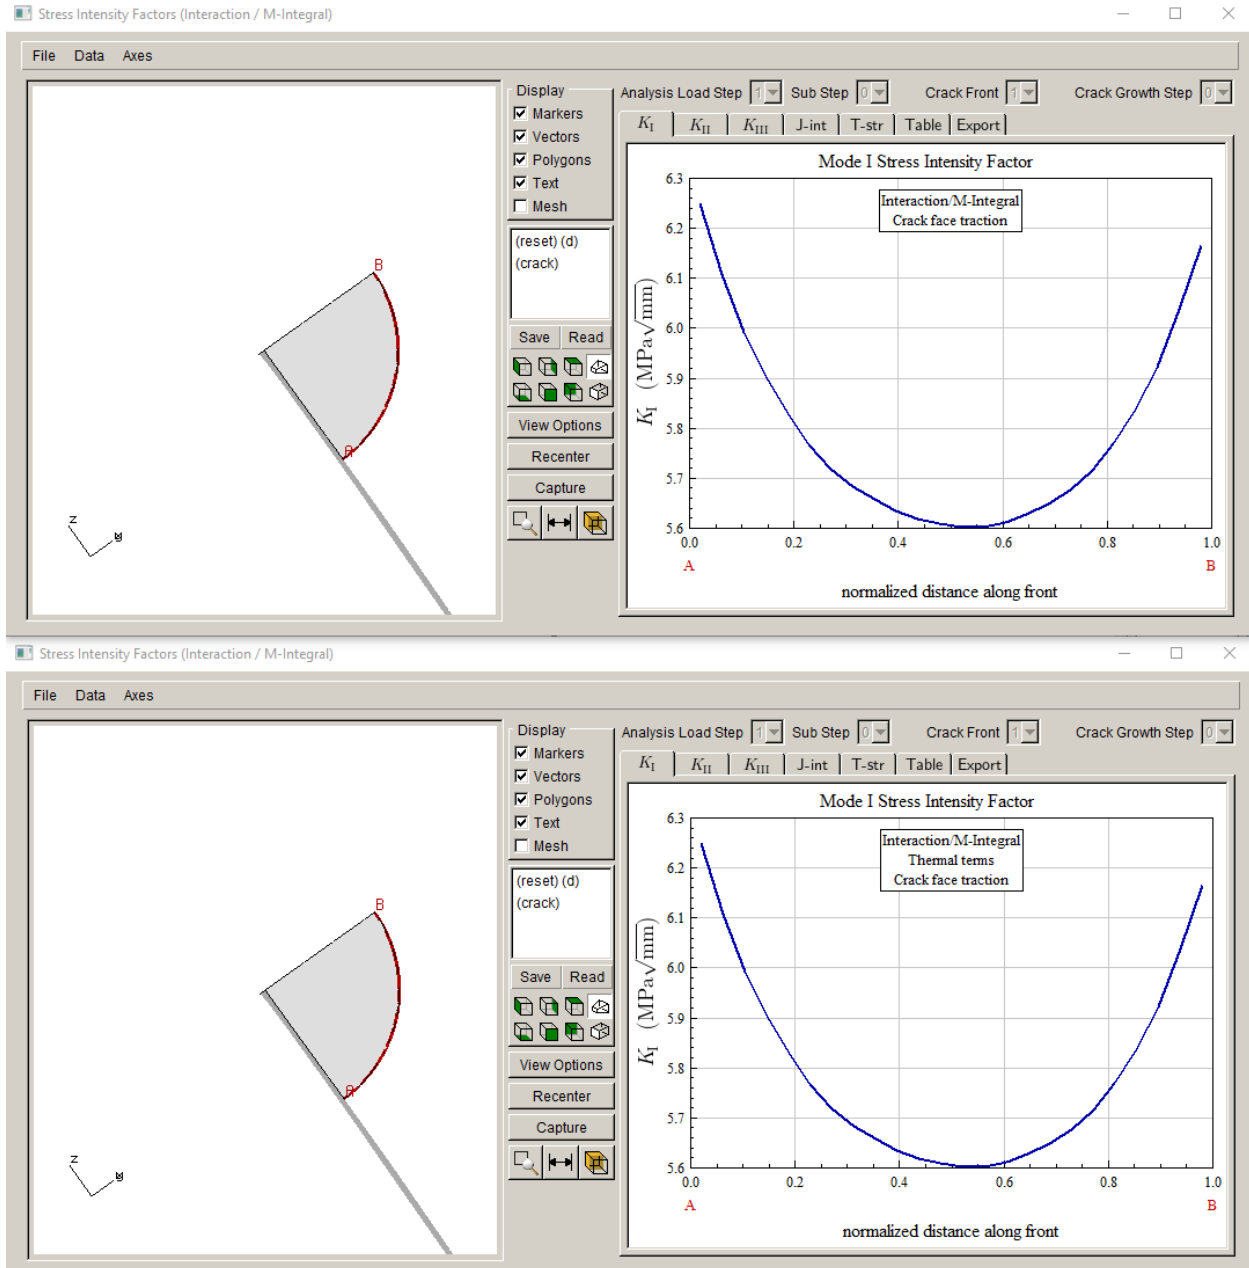 Stress Intensity Factors (Interaction / M-Integral)
File Data Axes
Display
Markers
Vectors
Polygons
Text
Mesh
(reset) (d)
(crack)
Save Read
View Options
Recenter
Capture
B
A
z
Analysis Load Step 1 Sub Step 0 Crack Front 1 Crack Growth Step 0
K_I K_II K_III J-int T-str Table Export
Mode I Stress Intensity Factor
Interaction/M-Integral
Crack face traction
K_I (MPa√mm)
6.3
6.2
6.1
6.0
5.9
5.8
5.7
5.6
0.0 0.2 0.4 0.6 0.8 1.0
A B
normalized distance along front
Stress Intensity Factors (Interaction / M-Integral)
File Data Axes
Display
Markers
Vectors
Polygons
Text
Mesh
(reset) (d)
(crack)
Save Read
View Options
Recenter
Capture
B
A
z
Analysis Load Step 1 Sub Step 0 Crack Front 1 Crack Growth Step 0
K_I K_II K_III J-int T-str Table Export
Mode I Stress Intensity Factor
Interaction/M-Integral
Thermal terms
Crack face traction
K_I (MPa√mm)
6.3
6.2
6.1
6.0
5.9
5.8
5.7
5.6
0.0 0.2 0.4 0.6 0.8 1.0
A B
normalized distance along front